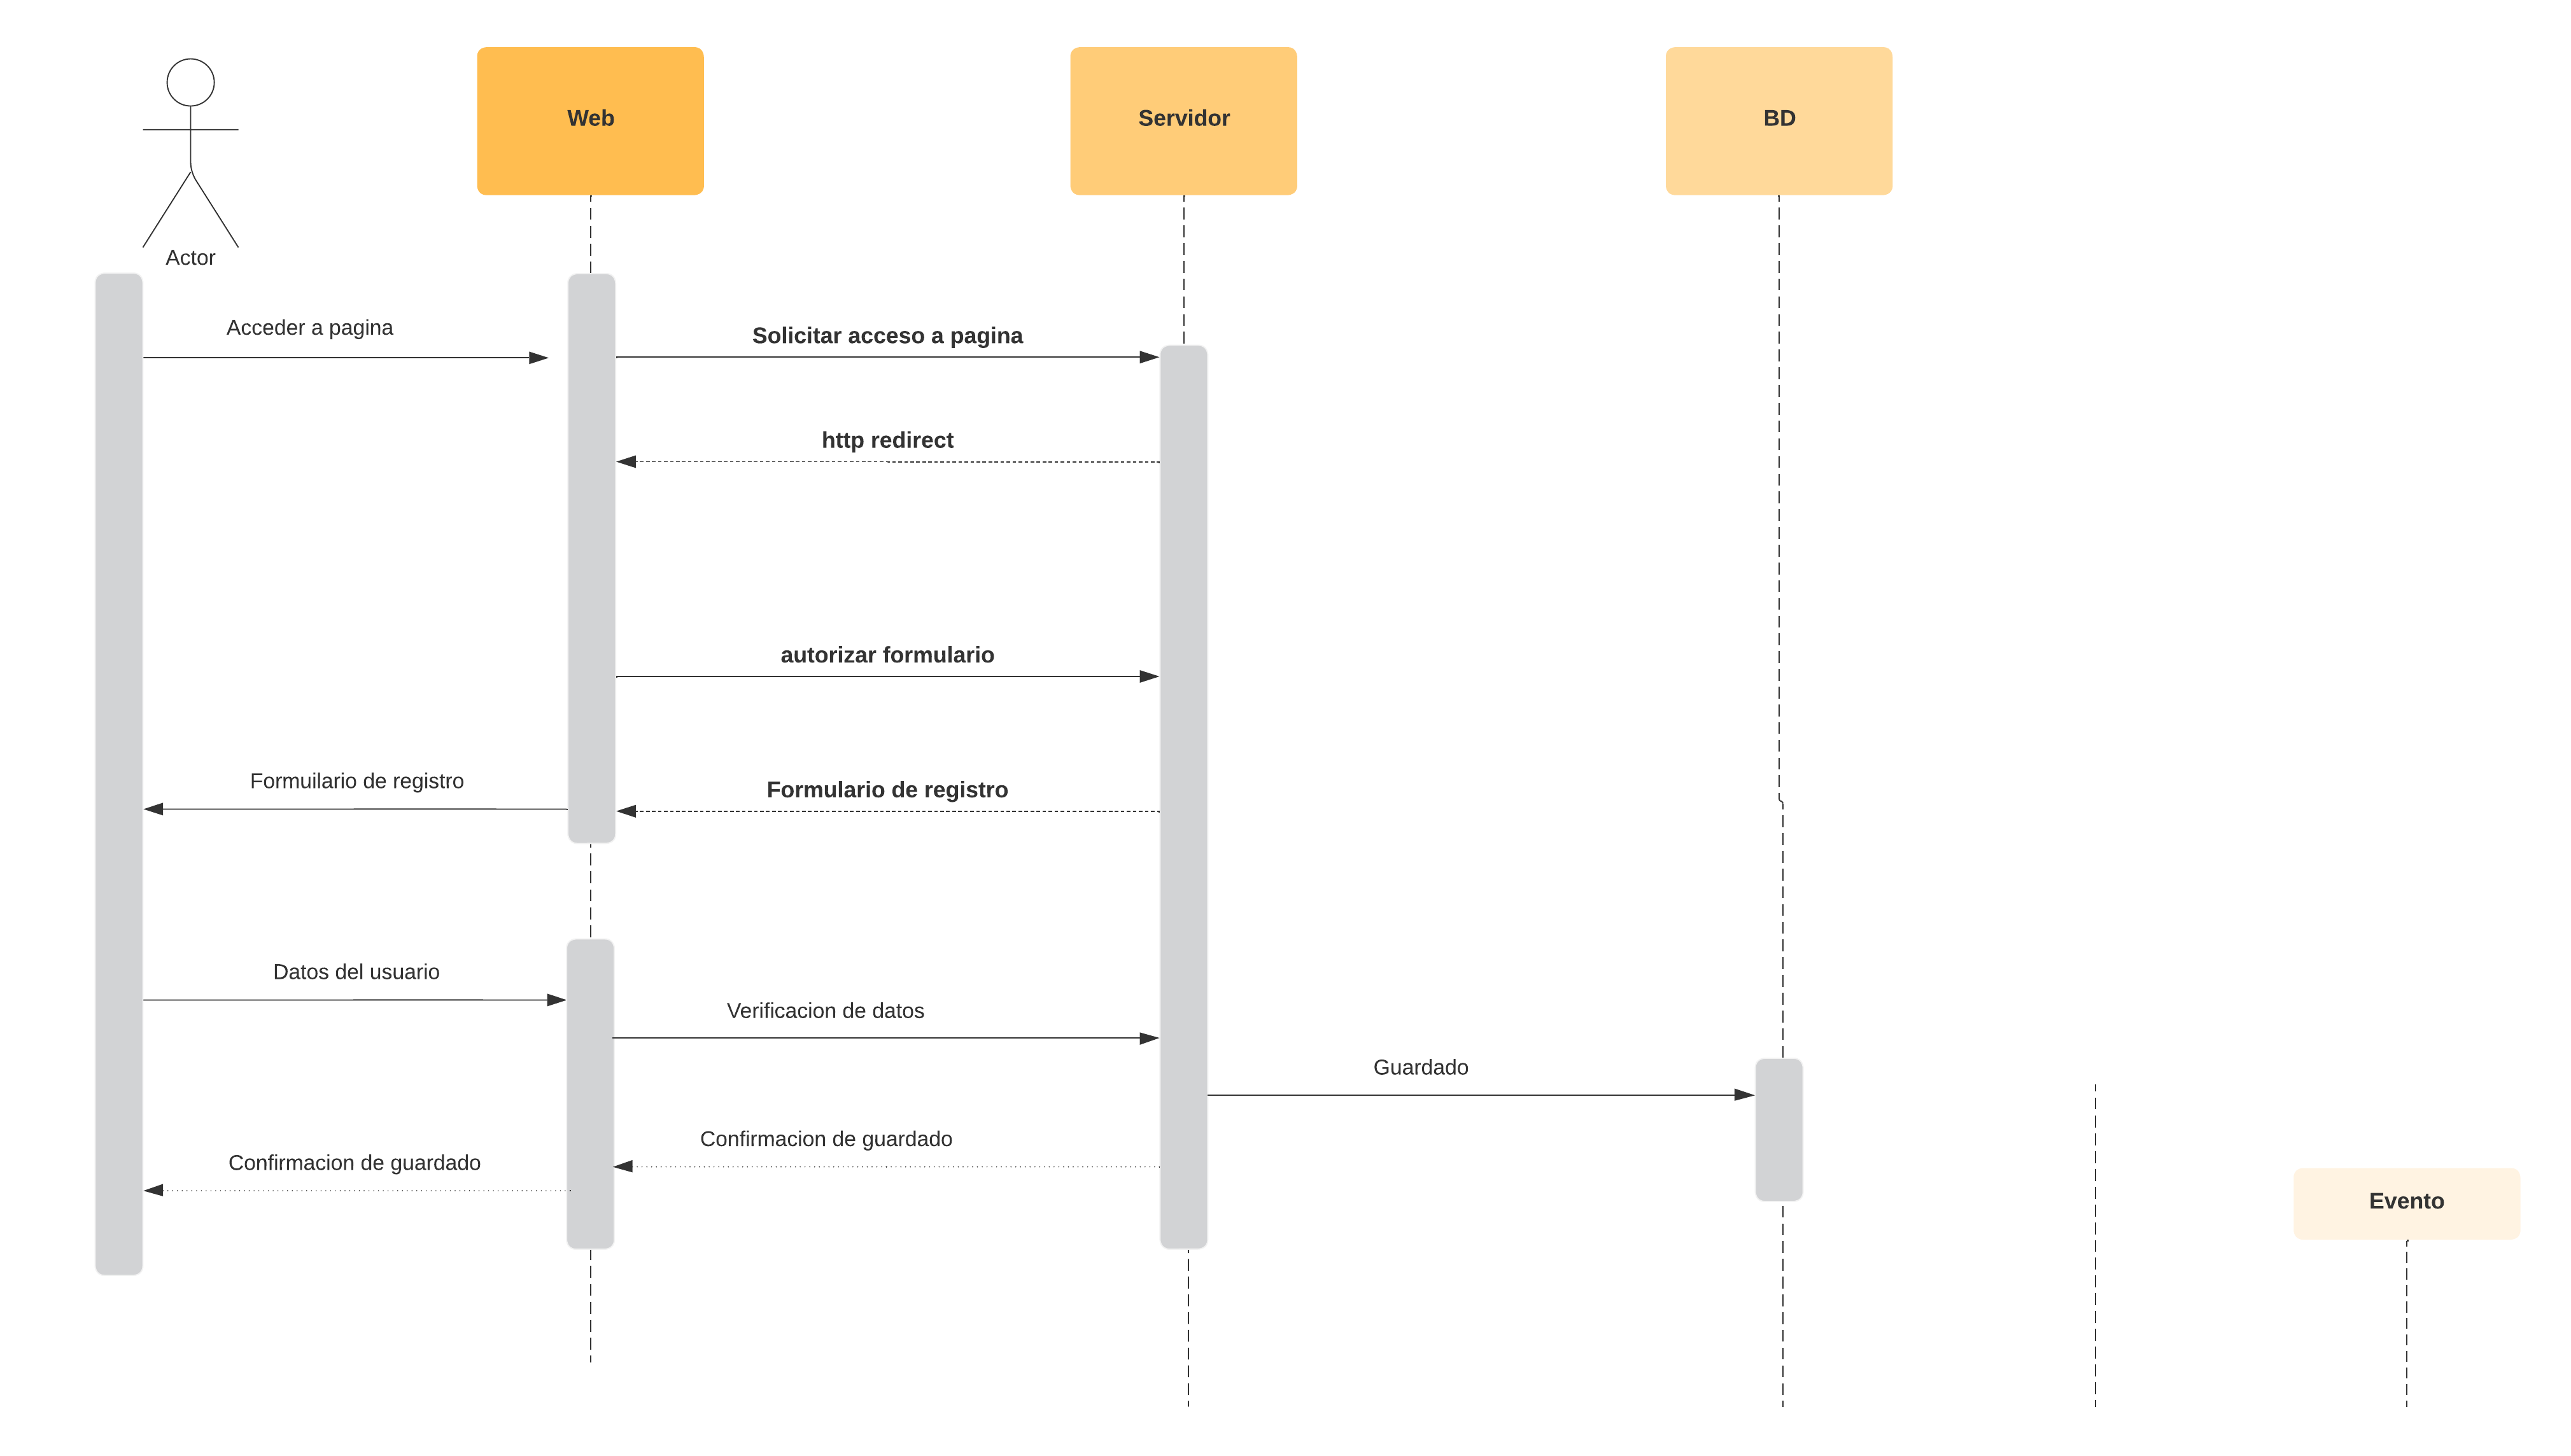 Web
Servidor
BD
Actor
Acceder a pagina
Solicitar acceso a pagina
http redirect
autorizar formulario
Formuilario de registro
Formulario de registro
Datos del usuario
Verificacion de datos
Guardado
Confirmacion de guardado
Confirmacion de guardado
Evento